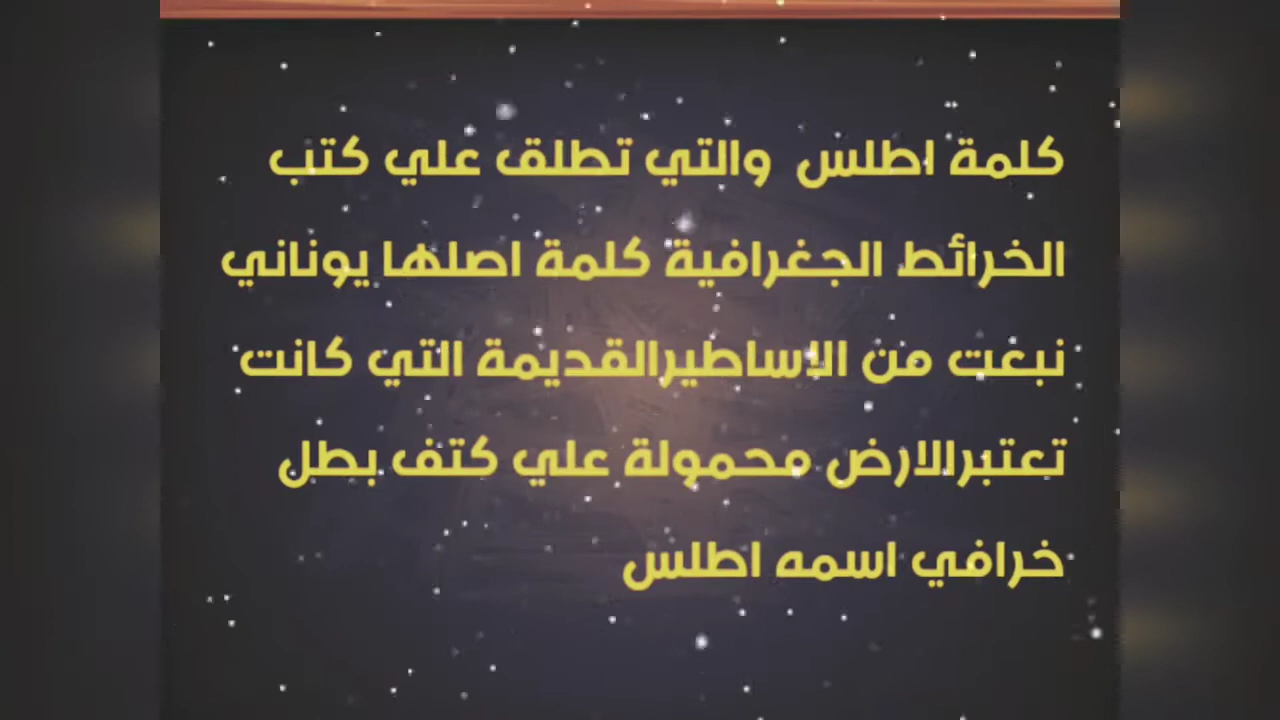 كلمة اطلس والتي تطلق علي كتب
الخرائط الجغرافية كلمة اصلها يوناني
نبعت من الاساطيرالقديمة التي كانت
تعتبرالارض محمولة علي كتف بطل
خرافي اسمه اطلس